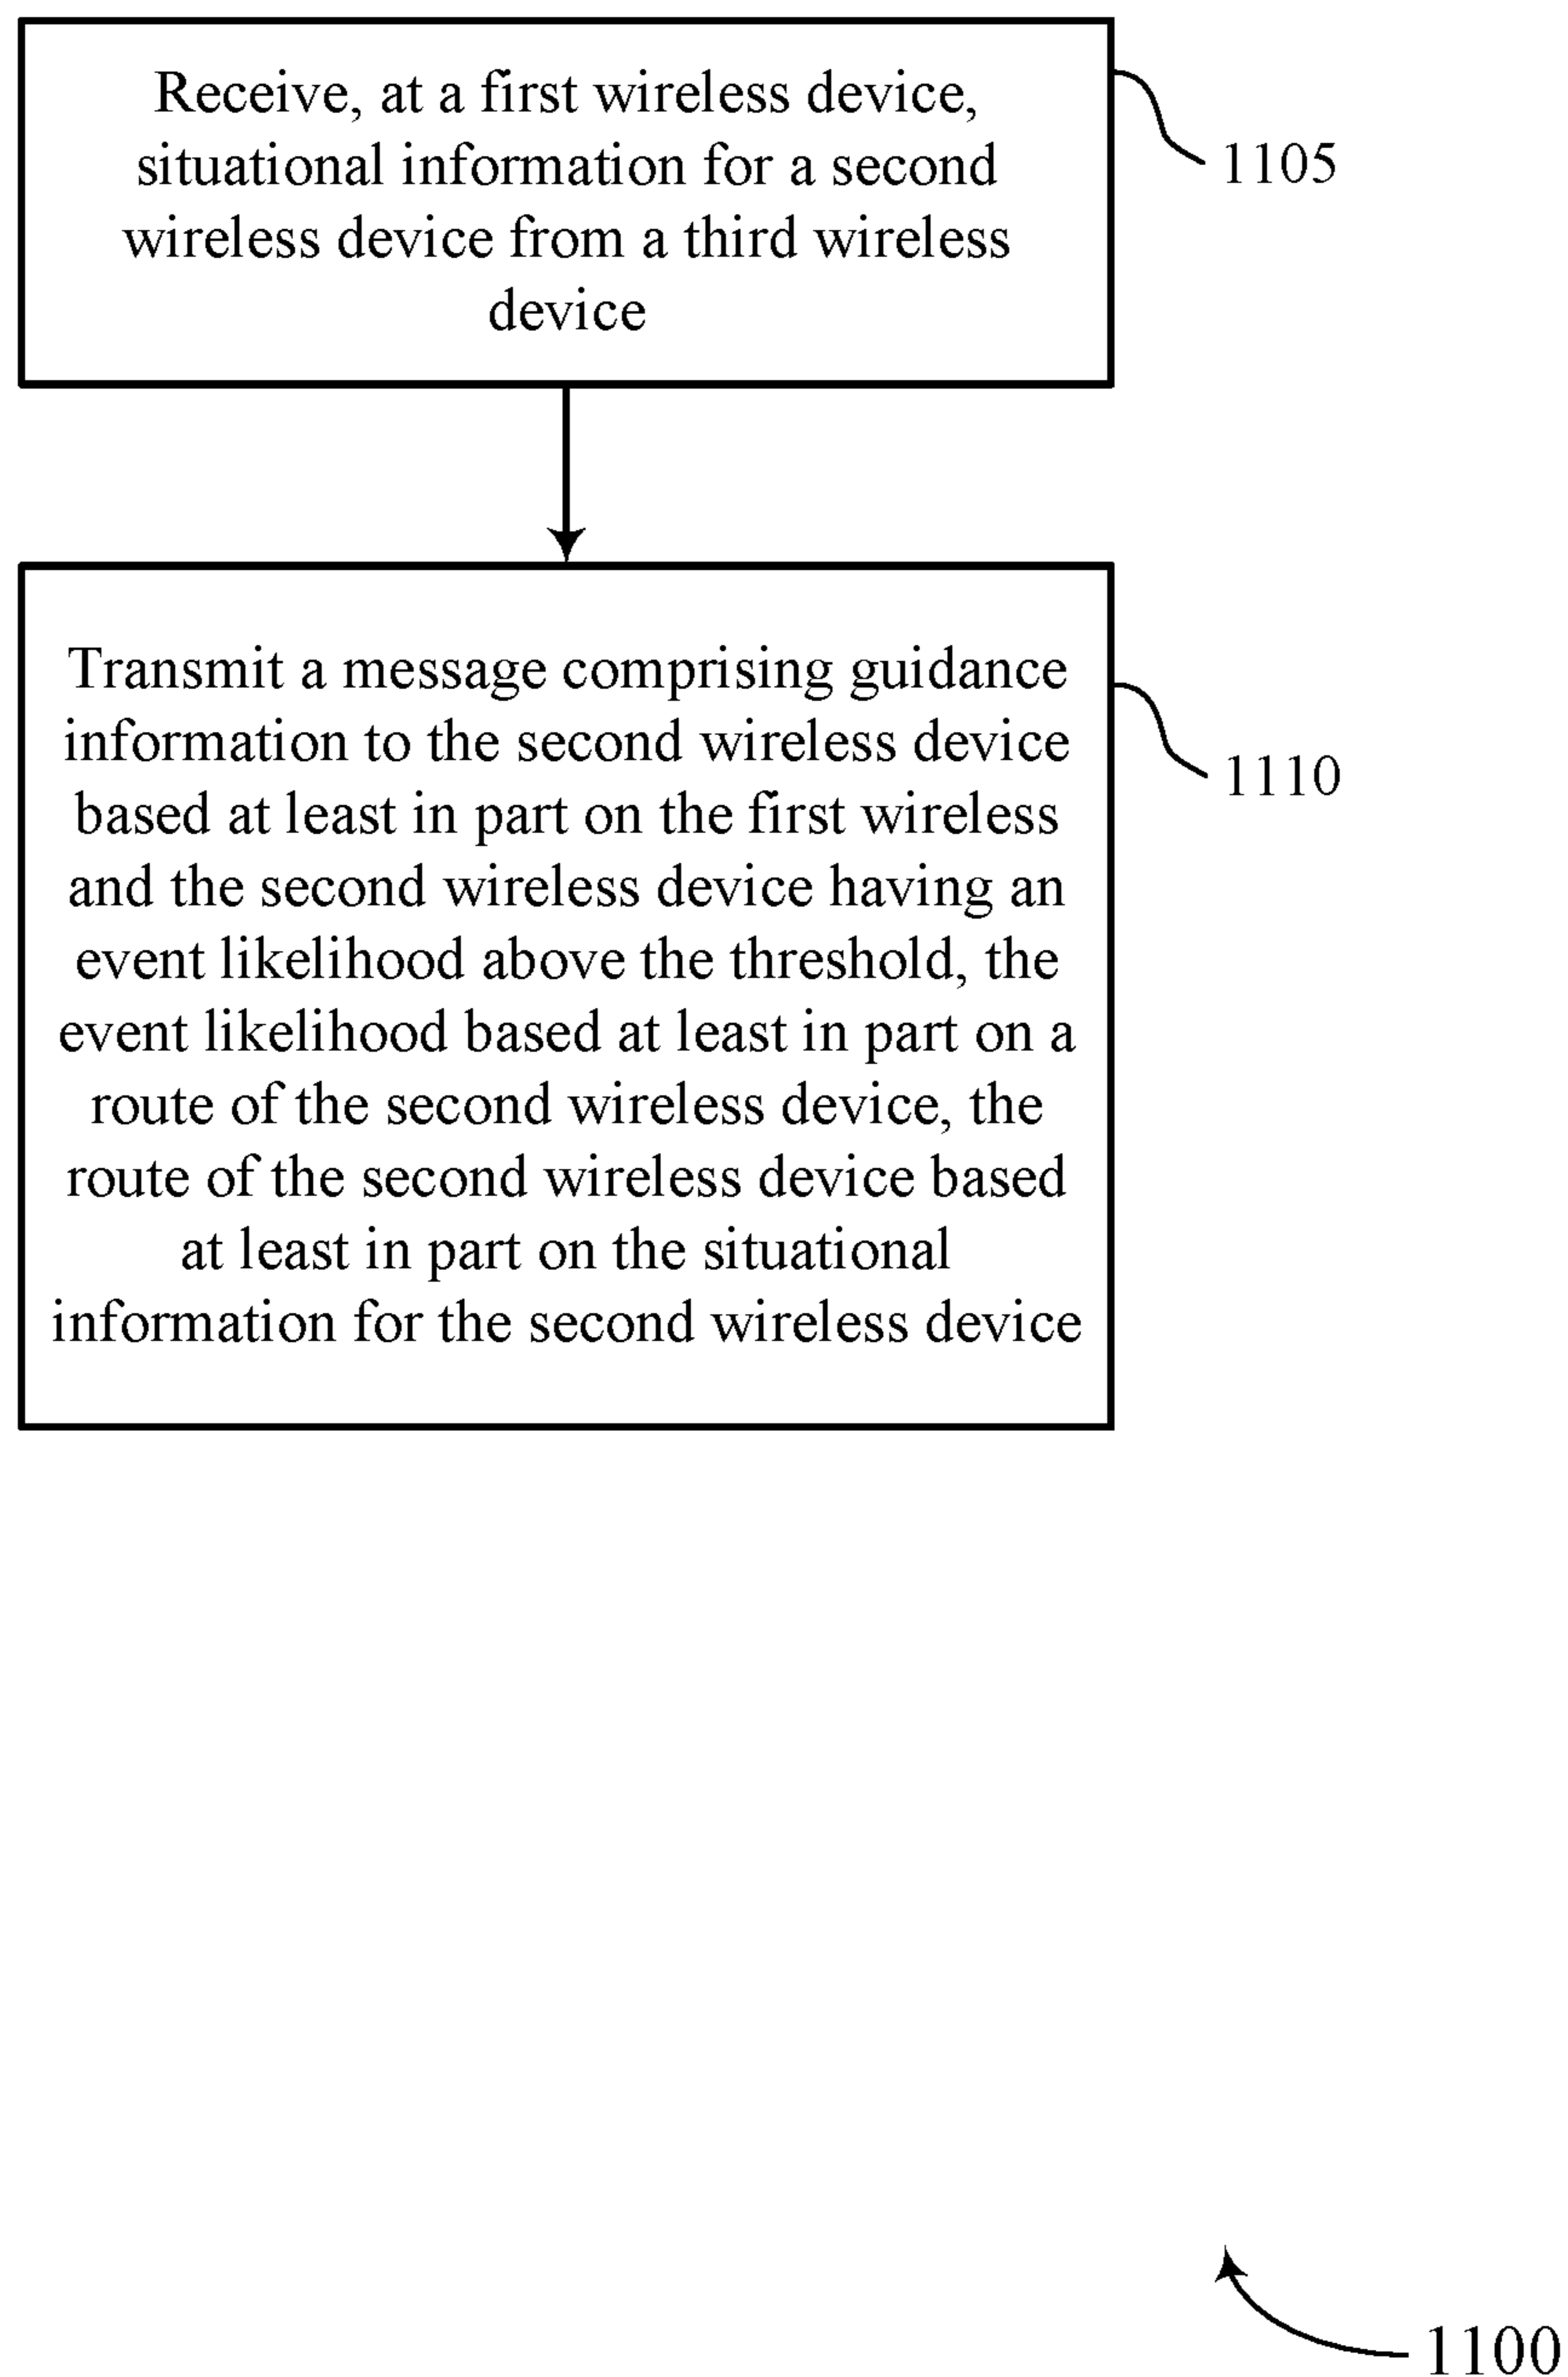 Receive, at a first wireless device,
situational information for a second
wireless device from a third wireless
device
1105
Transmit a message comprising guidance
information to the second wireless device
based at least in part on the first wireless
and the second wireless device having an
event likelihood above the threshold, the
event likelihood based at least in part on a
route of the second wireless device, the
route of the second wireless device based
at least in part on the situational
information for the second wireless device
1110
1100